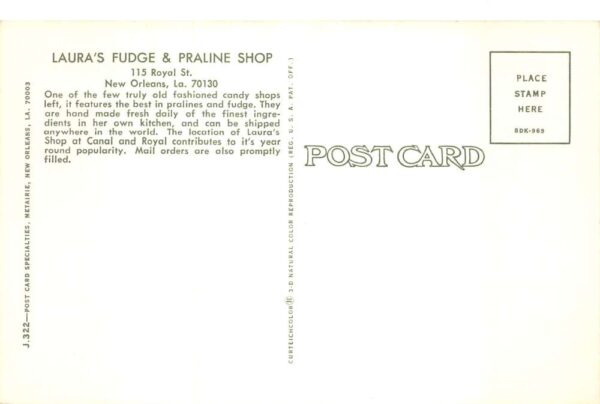 LAURA'S FUDGE & PRALINE SHOP
115 Royal St.
New Orleans, La. 70130
One of the few truly old fashioned candy shops
left, it features the best in pralines and fudge. They
are hand made fresh daily of the finest ingre-
dients in her own kitchen, and can be shipped
anywhere in the world. The location of Laura's
Shop at Canal and Royal contributes to it's year
round popularity. Mail orders are also promptly
filled.
J.322—POST CARD SPECIALTIES, METAIRIE, NEW ORLEANS, LA. 70003
CURTEICHCOLOR® 3-D NATURAL COLOR REPRODUCTION (REG. U. S. A. PAT. OFF.)
POST CARD
PLACE
STAMP
HERE
8DK-969